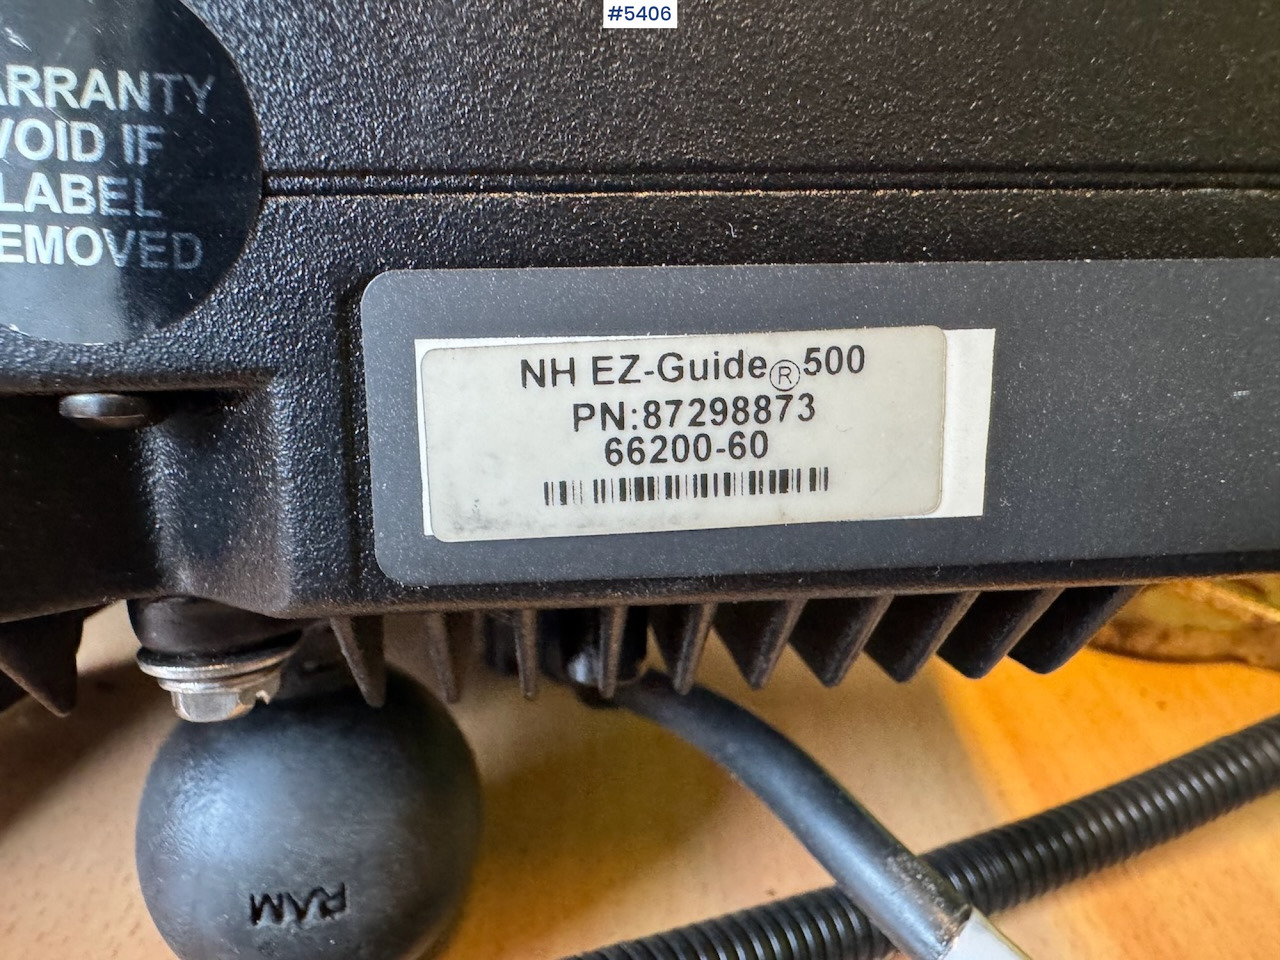 #5406
ARRANTY
VOID IF
LABEL
EMOVED
NH EZ-Guide®500
PN:87298873
66200-60
RAM